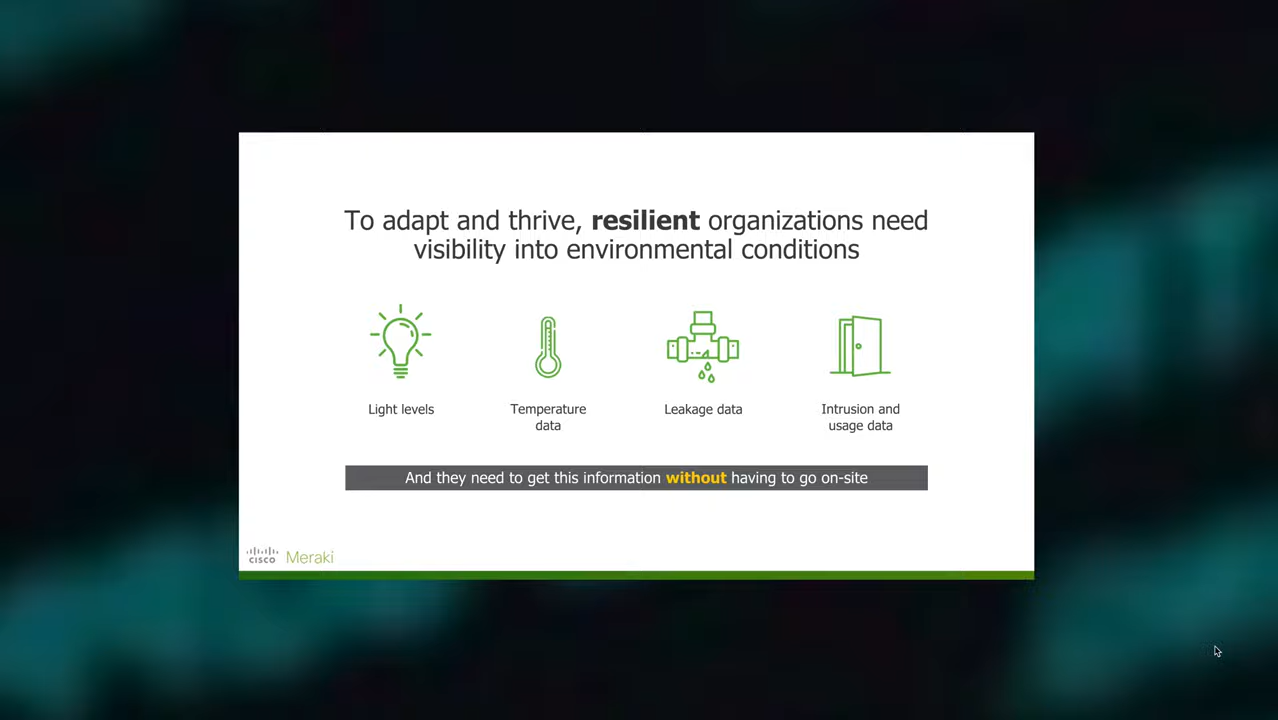 To adapt and thrive, resilient organizations need
visibility into environmental conditions
Light levels
Temperature
data
Leakage data
Intrusion and
usage data
And they need to get this information without having to go on-site
CISCO Meraki